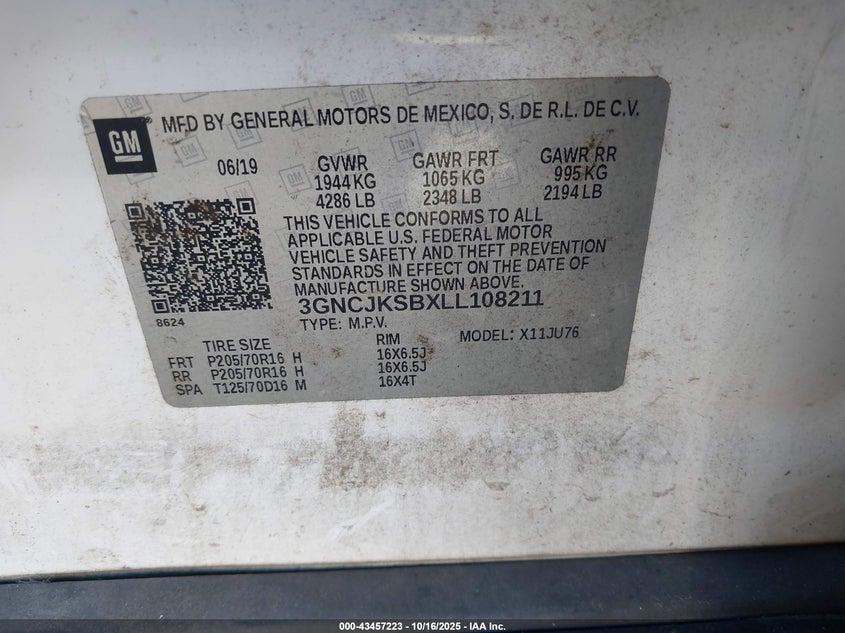 GM
MFD BY GENERAL MOTORS DE MEXICO, S. DE R.L. DE C.V.
06/19 GVWR GAWR FRT GAWR RR
1944 KG 1065 KG 995 KG
4286 LB 2348 LB 2194 LB
THIS VEHICLE CONFORMS TO ALL
APPLICABLE U.S. FEDERAL MOTOR
VEHICLE SAFETY AND THEFT PREVENTION
STANDARDS IN EFFECT ON THE DATE OF
MANUFACTURE SHOWN ABOVE.
8624
3GNCJKSBXLL108211
TYPE: M.P.V. MODEL: X11JU76
TIRE SIZE RIM
FRT P205/70R16 H 16X6.5J
RR P205/70R16 H 16X6.5J
SPA T125/70D16 M 16X4T
000-43457223 - 10/16/2025 - IAA Inc.